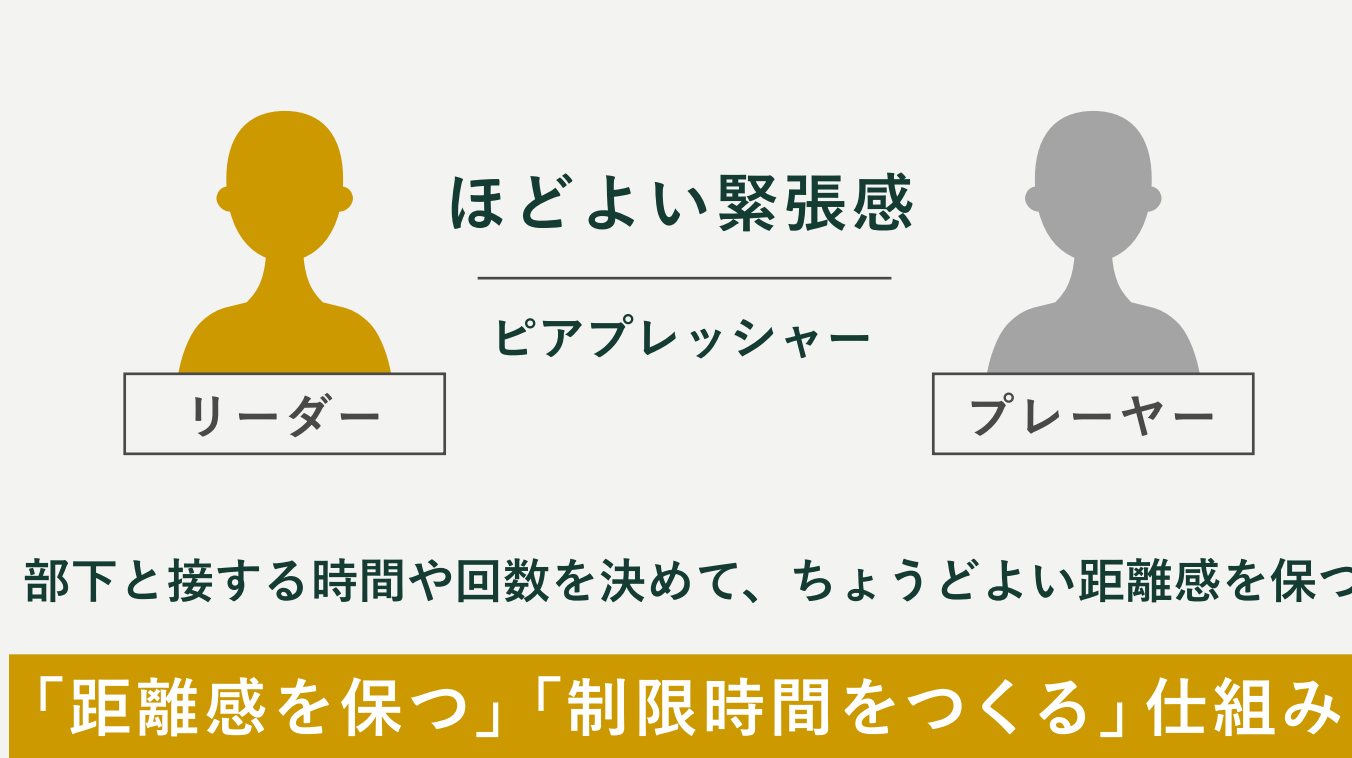 ほどよい緊張感
ピアプレッシャー
リーダー
プレーヤー
部下と接する時間や回数を決めて、ちょうどよい距離感を保つ
「距離感を保つ」「制限時間をつくる」仕組み